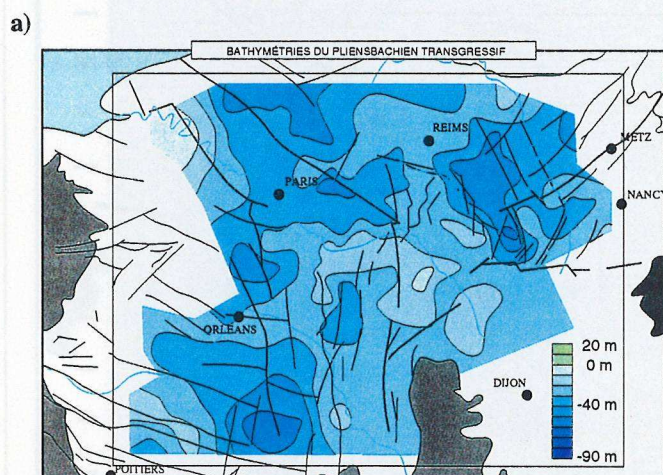 a)
BATHYMÉTRIES DU PLIENSBACHIEN TRANSGRESSIF
REIMS
METZ
PARIS
NANCY
ORLEANS
20 m
0 m
DIJON
-40 m
-90 m
POITIERS